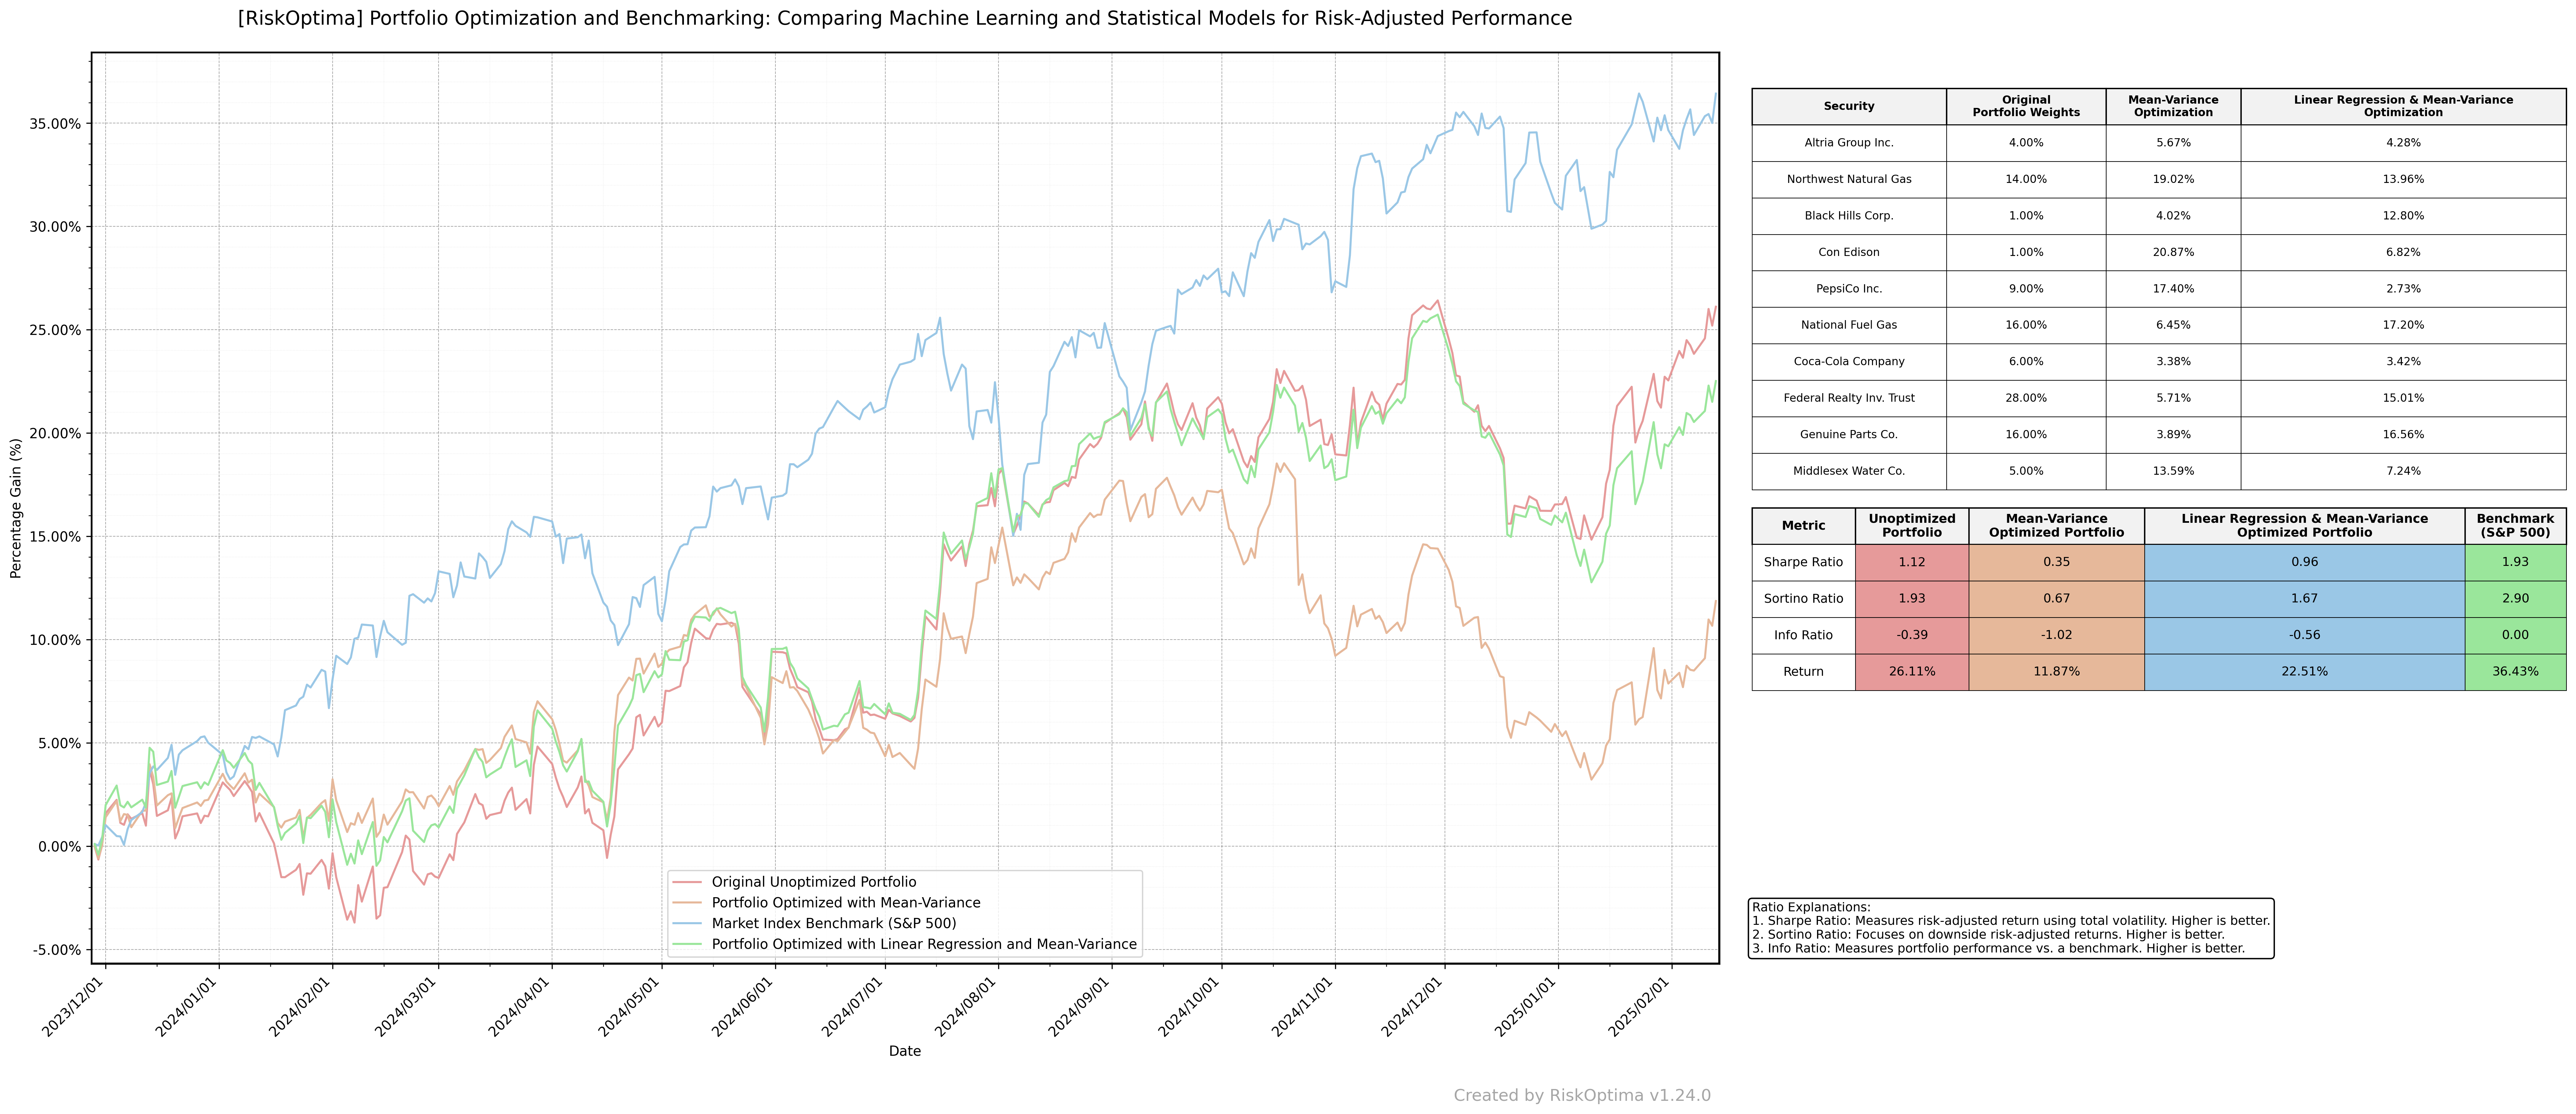 [RiskOptima] Portfolio Optimization and Benchmarking: Comparing Machine Learning and Statistical Models for Risk-Adjusted Performance
Percentage Gain (%)
35.00%
30.00%
25.00%
20.00%
15.00%
10.00%
5.00%
0.00%
-5.00%
Original Unoptimized Portfolio
Portfolio Optimized with Mean-Variance
Market Index Benchmark (S&P 500)
Portfolio Optimized with Linear Regression and Mean-Variance
2023/12/01
2024/01/01
2024/02/01
2024/03/01
2024/04/01
2024/05/01
2024/06/01
2024/07/01
2024/08/01
2024/09/01
2024/10/01
2024/11/01
2024/12/01
2025/01/01
2025/02/01
Date
Security
Original
Portfolio Weights
Mean-Variance
Optimization
Linear Regression & Mean-Variance
Optimization
Altria Group Inc. 4.00% 5.67% 4.28%
Northwest Natural Gas 14.00% 19.02% 13.96%
Black Hills Corp. 1.00% 4.02% 12.80%
Con Edison 1.00% 20.87% 6.82%
PepsiCo Inc. 9.00% 17.40% 2.73%
National Fuel Gas 16.00% 6.45% 17.20%
Coca-Cola Company 6.00% 3.38% 3.42%
Federal Realty Inv. Trust 28.00% 5.71% 15.01%
Genuine Parts Co. 16.00% 3.89% 16.56%
Middlesex Water Co. 5.00% 13.59% 7.24%
Metric
Unoptimized
Portfolio
Mean-Variance
Optimized Portfolio
Linear Regression & Mean-Variance
Optimized Portfolio
Benchmark
(S&P 500)
Sharpe Ratio 1.12 0.35 0.96 1.93
Sortino Ratio 1.93 0.67 1.67 2.90
Info Ratio -0.39 -1.02 -0.56 0.00
Return 26.11% 11.87% 22.51% 36.43%
Ratio Explanations:
1. Sharpe Ratio: Measures risk-adjusted return using total volatility. Higher is better.
2. Sortino Ratio: Focuses on downside risk-adjusted returns. Higher is better.
3. Info Ratio: Measures portfolio performance vs. a benchmark. Higher is better.
Created by RiskOptima v1.24.0